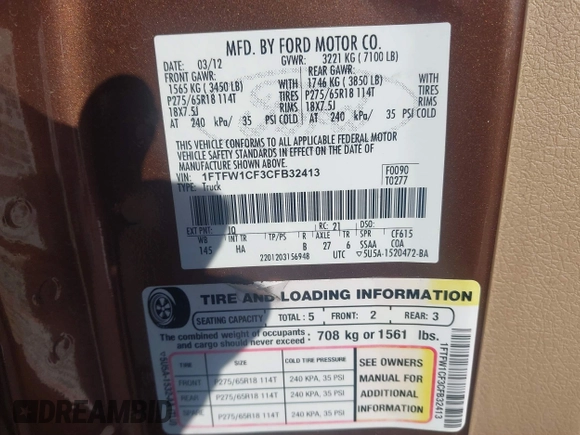 MFD. BY FORD MOTOR CO.
DATE: 03/12 GVWR: 3221 KG ( 7100 LB)
FRONT GAWR: REAR GAWR:
1565 KG ( 3450 LB) WITH 1746 KG ( 3850 LB) WITH
P275/65R18 114T TIRES P275/65R18 114T TIRES
18X7.5J RIMS 18X7.5J RIMS
AT 240 kPa/ 35 PSI COLD AT 240 kPa/ 35 PSI COLD
THIS VEHICLE CONFORMS TO ALL APPLICABLE FEDERAL MOTOR
VEHICLE SAFETY STANDARDS IN EFFECT ON THE DATE OF
MANUFACTURE SHOWN ABOVE.
VIN: 1FTFW1CF3CFB32413 F0090
TYPE: Truck T0277
EXT PNT: 10 RC: 21 DSO:
WB INT TR TP/PS R AXLE TR SPR CF615
145 HA B 27 6 SSAA COA
2201203156948 UTC 5U5A-1520472-BA
TIRE AND LOADING INFORMATION
SEATING CAPACITY TOTAL: 5 FRONT: 2 REAR: 3
The combined weight of occupants
and cargo should never exceed: 708 kg or 1561 lbs.
TIRE SIZE COLD TIRE PRESSURE
FRONT P275/65R18 114T 240 KPA, 35 PSI
REAR P275/65R18 114T 240 KPA, 35 PSI
SPARE P275/65R18 114T 240 KPA, 35 PSI
SEE OWNERS
MANUAL FOR
ADDITIONAL
INFORMATION
1FTFW1CF3CFB32413
DREAMBID